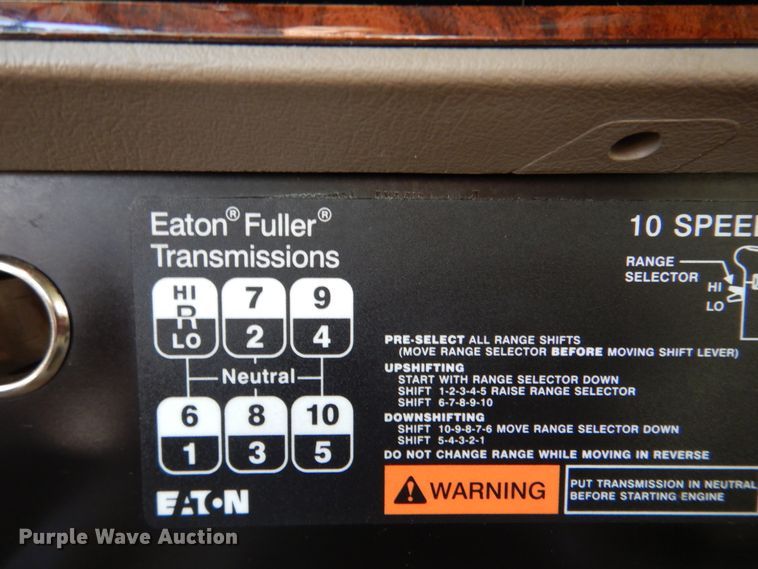 Eaton® Fuller®
Transmissions
10 SPEED
RANGE
SELECTOR
HI
LO
HI
R
LO
7
2
9
4
Neutral
6
1
8
3
10
5
PRE-SELECT ALL RANGE SHIFTS
(MOVE RANGE SELECTOR BEFORE MOVING SHIFT LEVER)
UPSHIFTING
START WITH RANGE SELECTOR DOWN
SHIFT 1-2-3-4-5 RAISE RANGE SELECTOR
SHIFT 6-7-8-9-10
DOWNSHIFTING
SHIFT 10-9-8-7-6 MOVE RANGE SELECTOR DOWN
SHIFT 5-4-3-2-1
DO NOT CHANGE RANGE WHILE MOVING IN REVERSE
WARNING
PUT TRANSMISSION IN NEUTRAL
BEFORE STARTING ENGINE
EATON
Purple Wave Auction